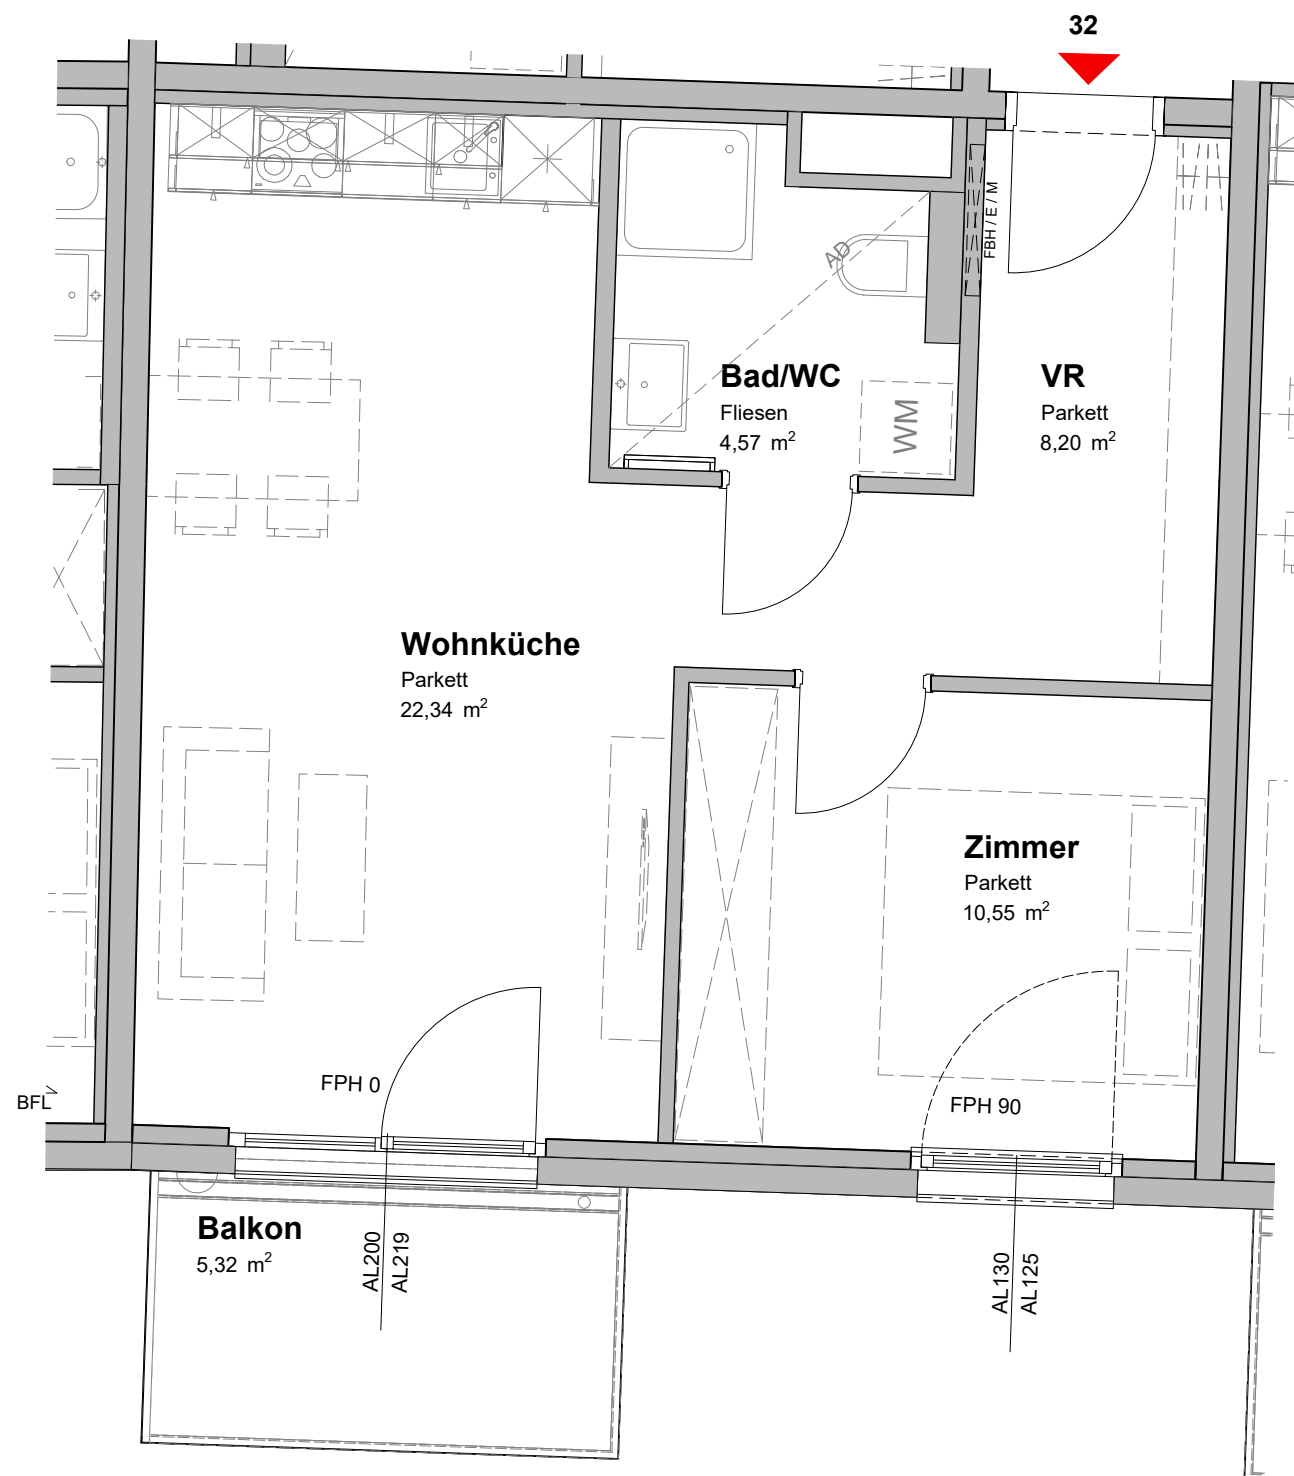 32
FBH / E / M
AD
Bad/WC
Fliesen
4,57 m²
WM
VR
Parkett
8,20 m²
Wohnküche
Parkett
22,34 m²
Zimmer
Parkett
10,55 m²
FPH 0
FPH 90
BFL
Balkon
5,32 m²
AL200
AL219
AL130
AL125